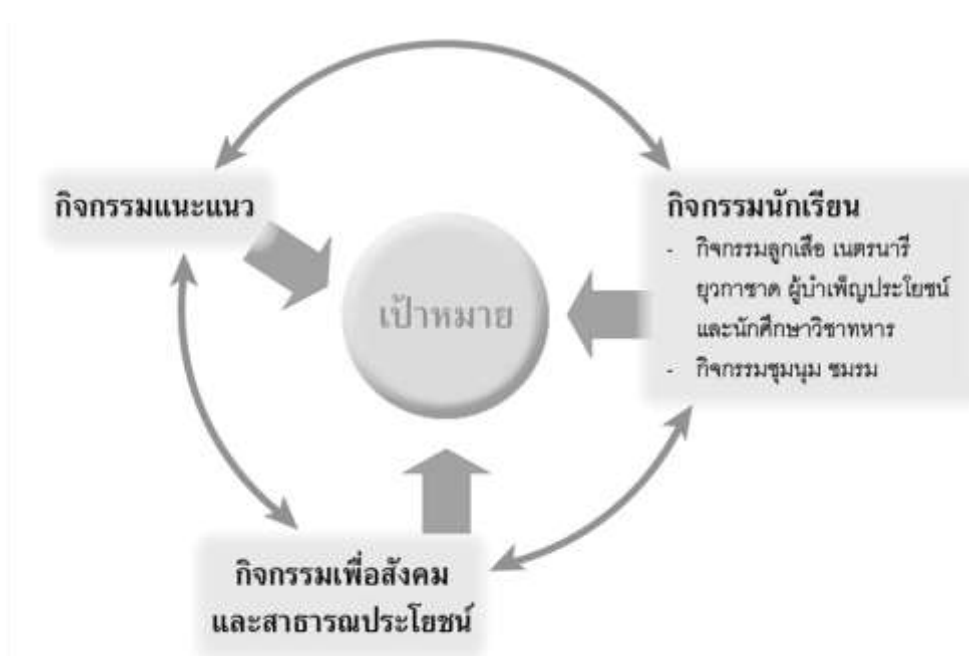 กิจกรรมแนะแนว
กิจกรรมนักเรียน
- กิจกรรมลูกเสือ เนตรนารี
ยุวกาชาด ผู้บำเพ็ญประโยชน์
และนักศึกษาวิชาทหาร
- กิจกรรมชุมนุม ชมรม
เป้าหมาย
กิจกรรมเพื่อสังคม
และสาธารณประโยชน์